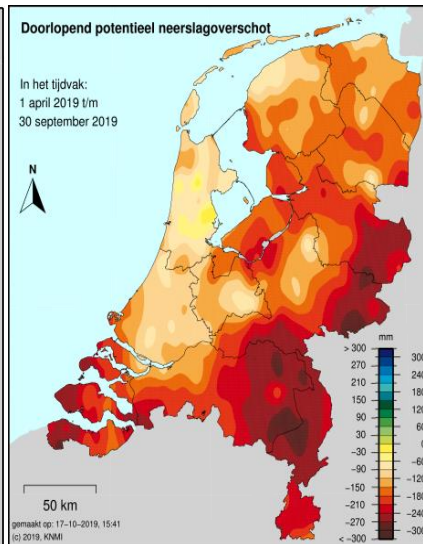 Doorlopend potentieel neerslagoverschot
In het tijdvak:
1 april 2019 t/m
30 september 2019
N
mm
> 300
270
210
150
90
30
-30
-90
-150
-210
-270
< -300
300
240
180
120
60
0
-60
-120
-180
-240
-300
50 km
gemaakt op: 17-10-2019, 15:41
(c) 2019, KNMI